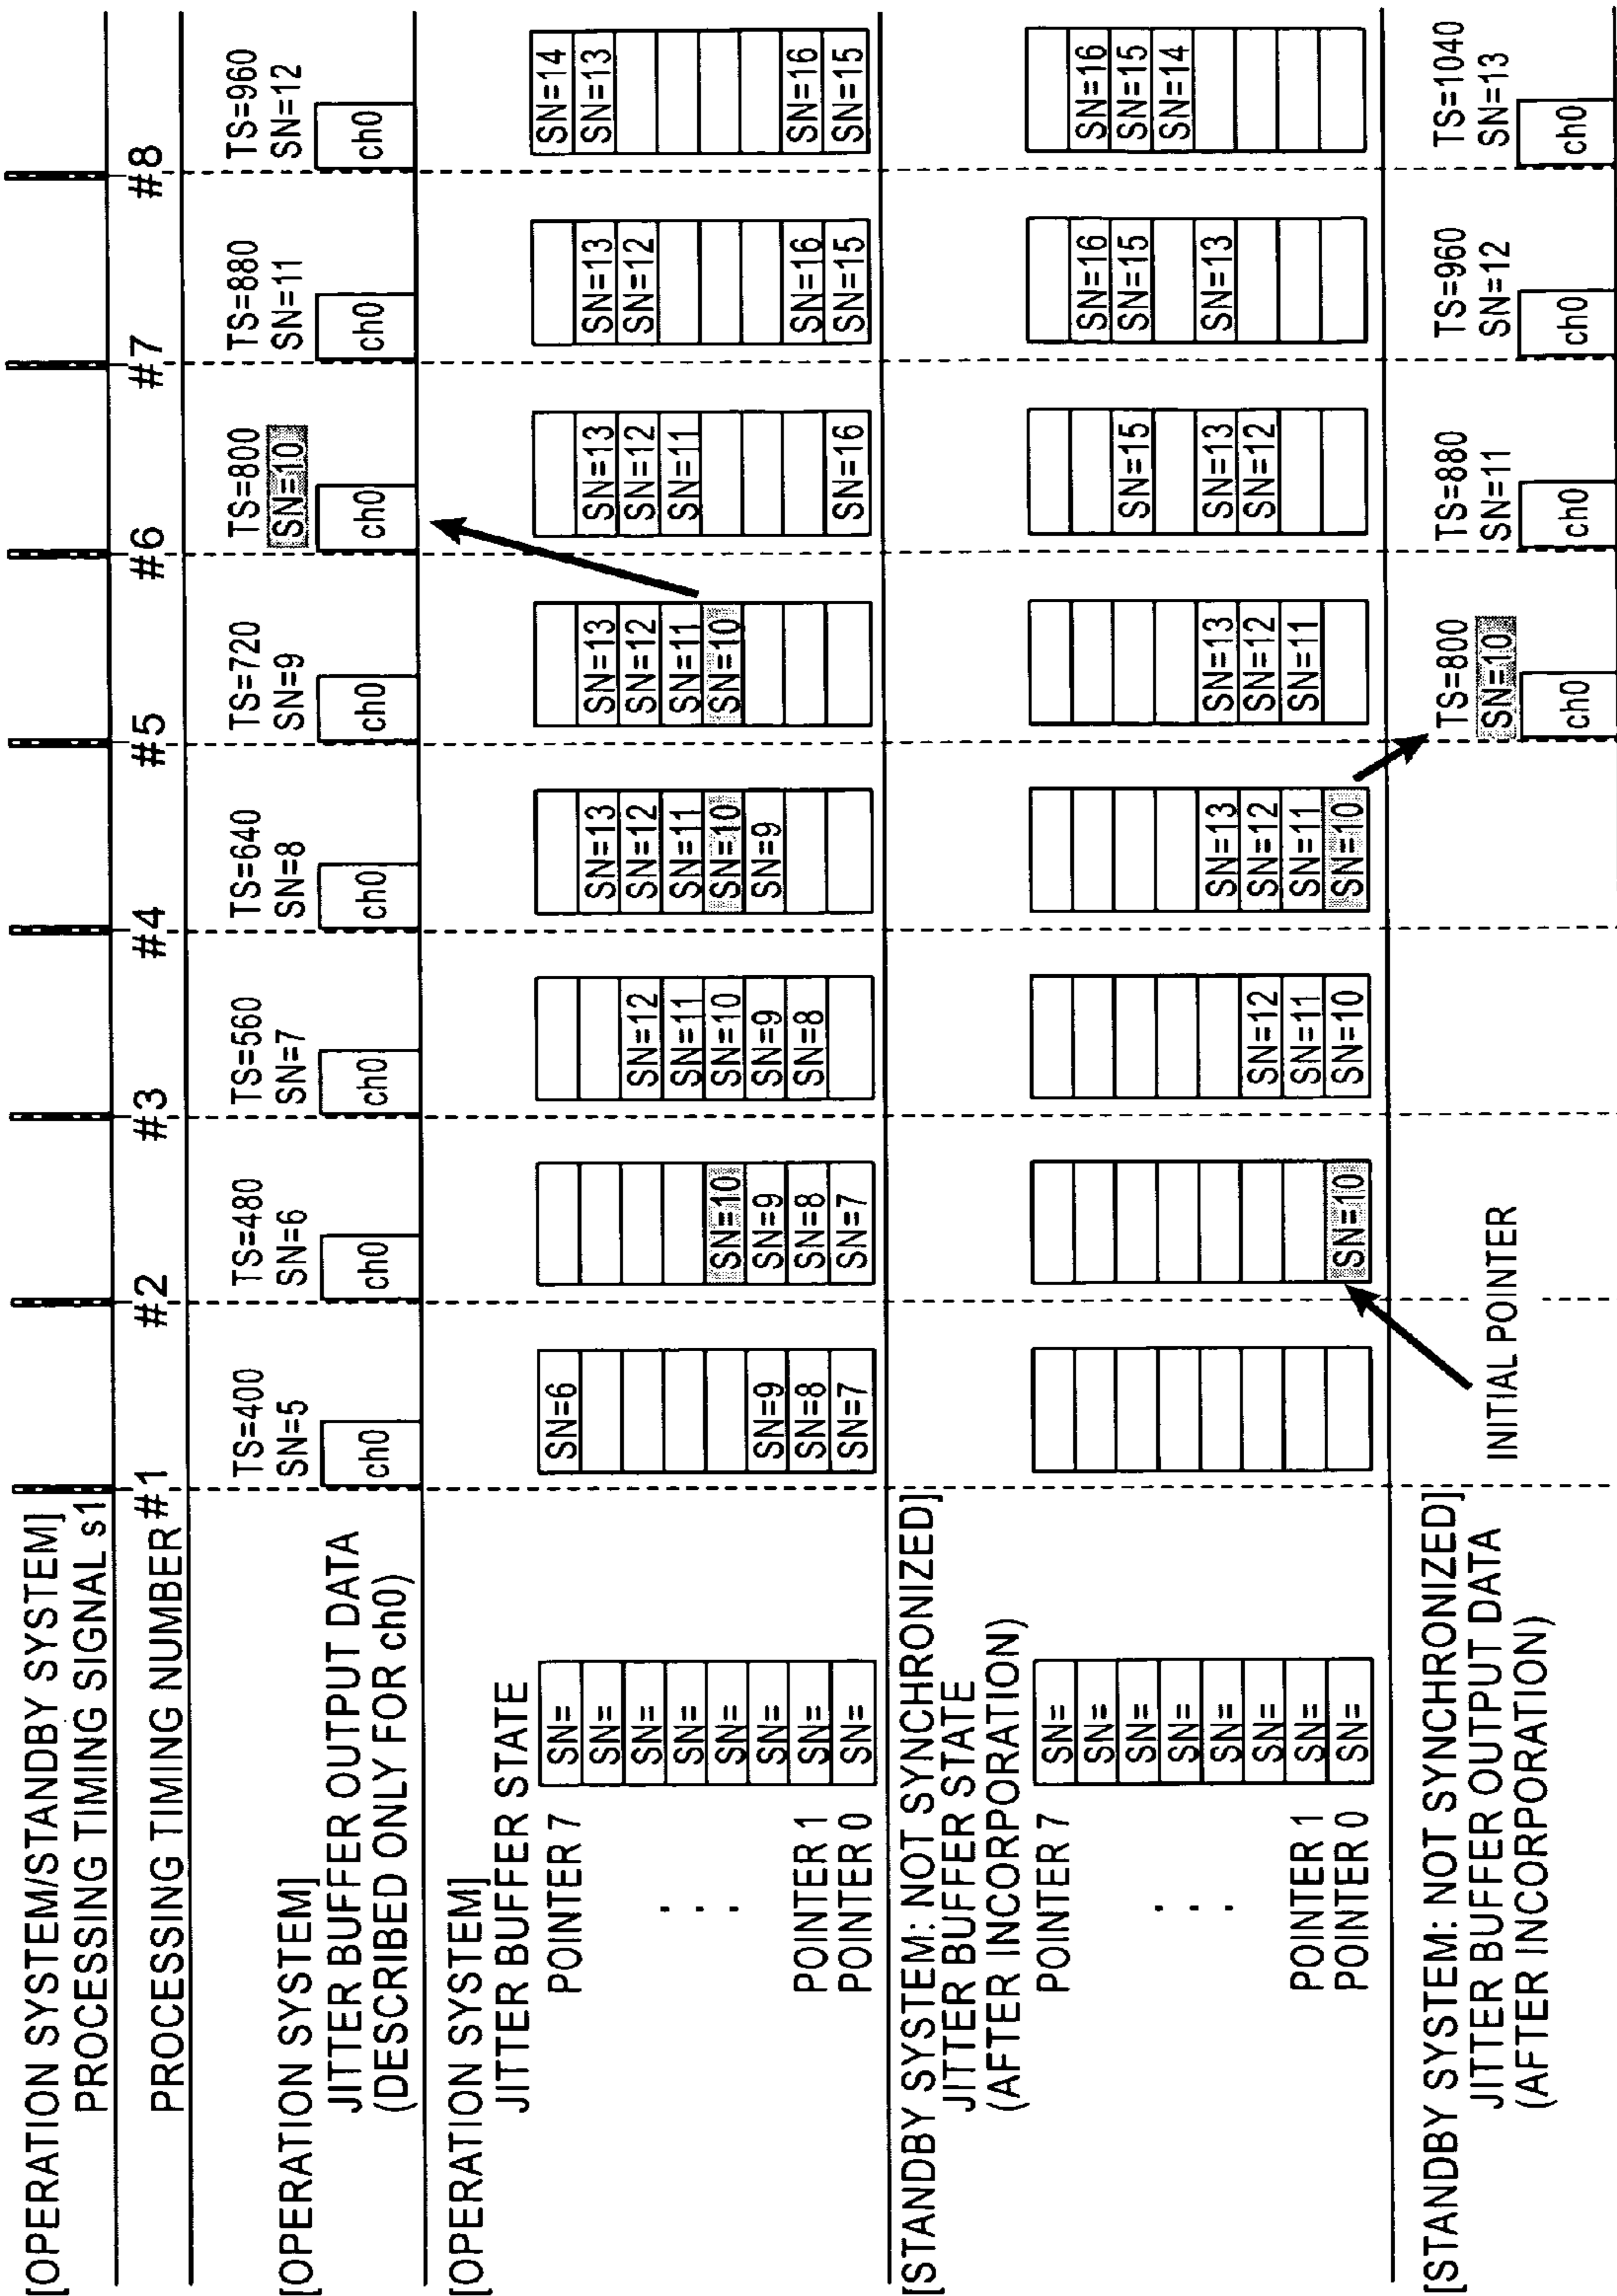 [OPERATION SYSTEM/STANDBY SYSTEM]
PROCESSING TIMING SIGNAL s1
PROCESSING TIMING NUMBER
#1 #2 #3 #4 #5 #6 #7 #8
[OPERATION SYSTEM]
JITTER BUFFER OUTPUT DATA
(DESCRIBED ONLY FOR ch0)
TS=400 TS=480 TS=560 TS=640 TS=720 TS=800 TS=880 TS=960
SN=5 SN=6 SN=7 SN=8 SN=9 SN=10 SN=11 SN=12
ch0 ch0 ch0 ch0 ch0 ch0 ch0 ch0
[OPERATION SYSTEM]
JITTER BUFFER STATE
POINTER 7 SN= SN=6 SN=14
SN= SN=13 SN=13 SN=13 SN=13 SN=13
SN= SN=12 SN=12 SN=12 SN=12 SN=12
SN= SN=11 SN=11 SN=11 SN=11
. . . SN= SN=10 SN=10 SN=10 SN=10
SN= SN=9 SN=9 SN=9 SN=9
POINTER 1 SN= SN=8 SN=8 SN=8 SN=16 SN=16
POINTER 0 SN= SN=7 SN=7 SN=16 SN=15 SN=15
[STANDBY SYSTEM: NOT SYNCHRONIZED]
JITTER BUFFER STATE
(AFTER INCORPORATION)
POINTER 7 SN=
SN= SN=16 SN=16
SN= SN=15 SN=15 SN=15
. . . SN= SN=14
SN= SN=13 SN=13 SN=13 SN=13
SN= SN=12 SN=12 SN=12 SN=12
POINTER 1 SN= SN=11 SN=11 SN=11
POINTER 0 SN= SN=10 SN=10 SN=10
INITIAL POINTER
[STANDBY SYSTEM: NOT SYNCHRONIZED]
JITTER BUFFER OUTPUT DATA
(AFTER INCORPORATION)
TS=800 TS=880 TS=960 TS=1040
SN=10 SN=11 SN=12 SN=13
ch0 ch0 ch0 ch0